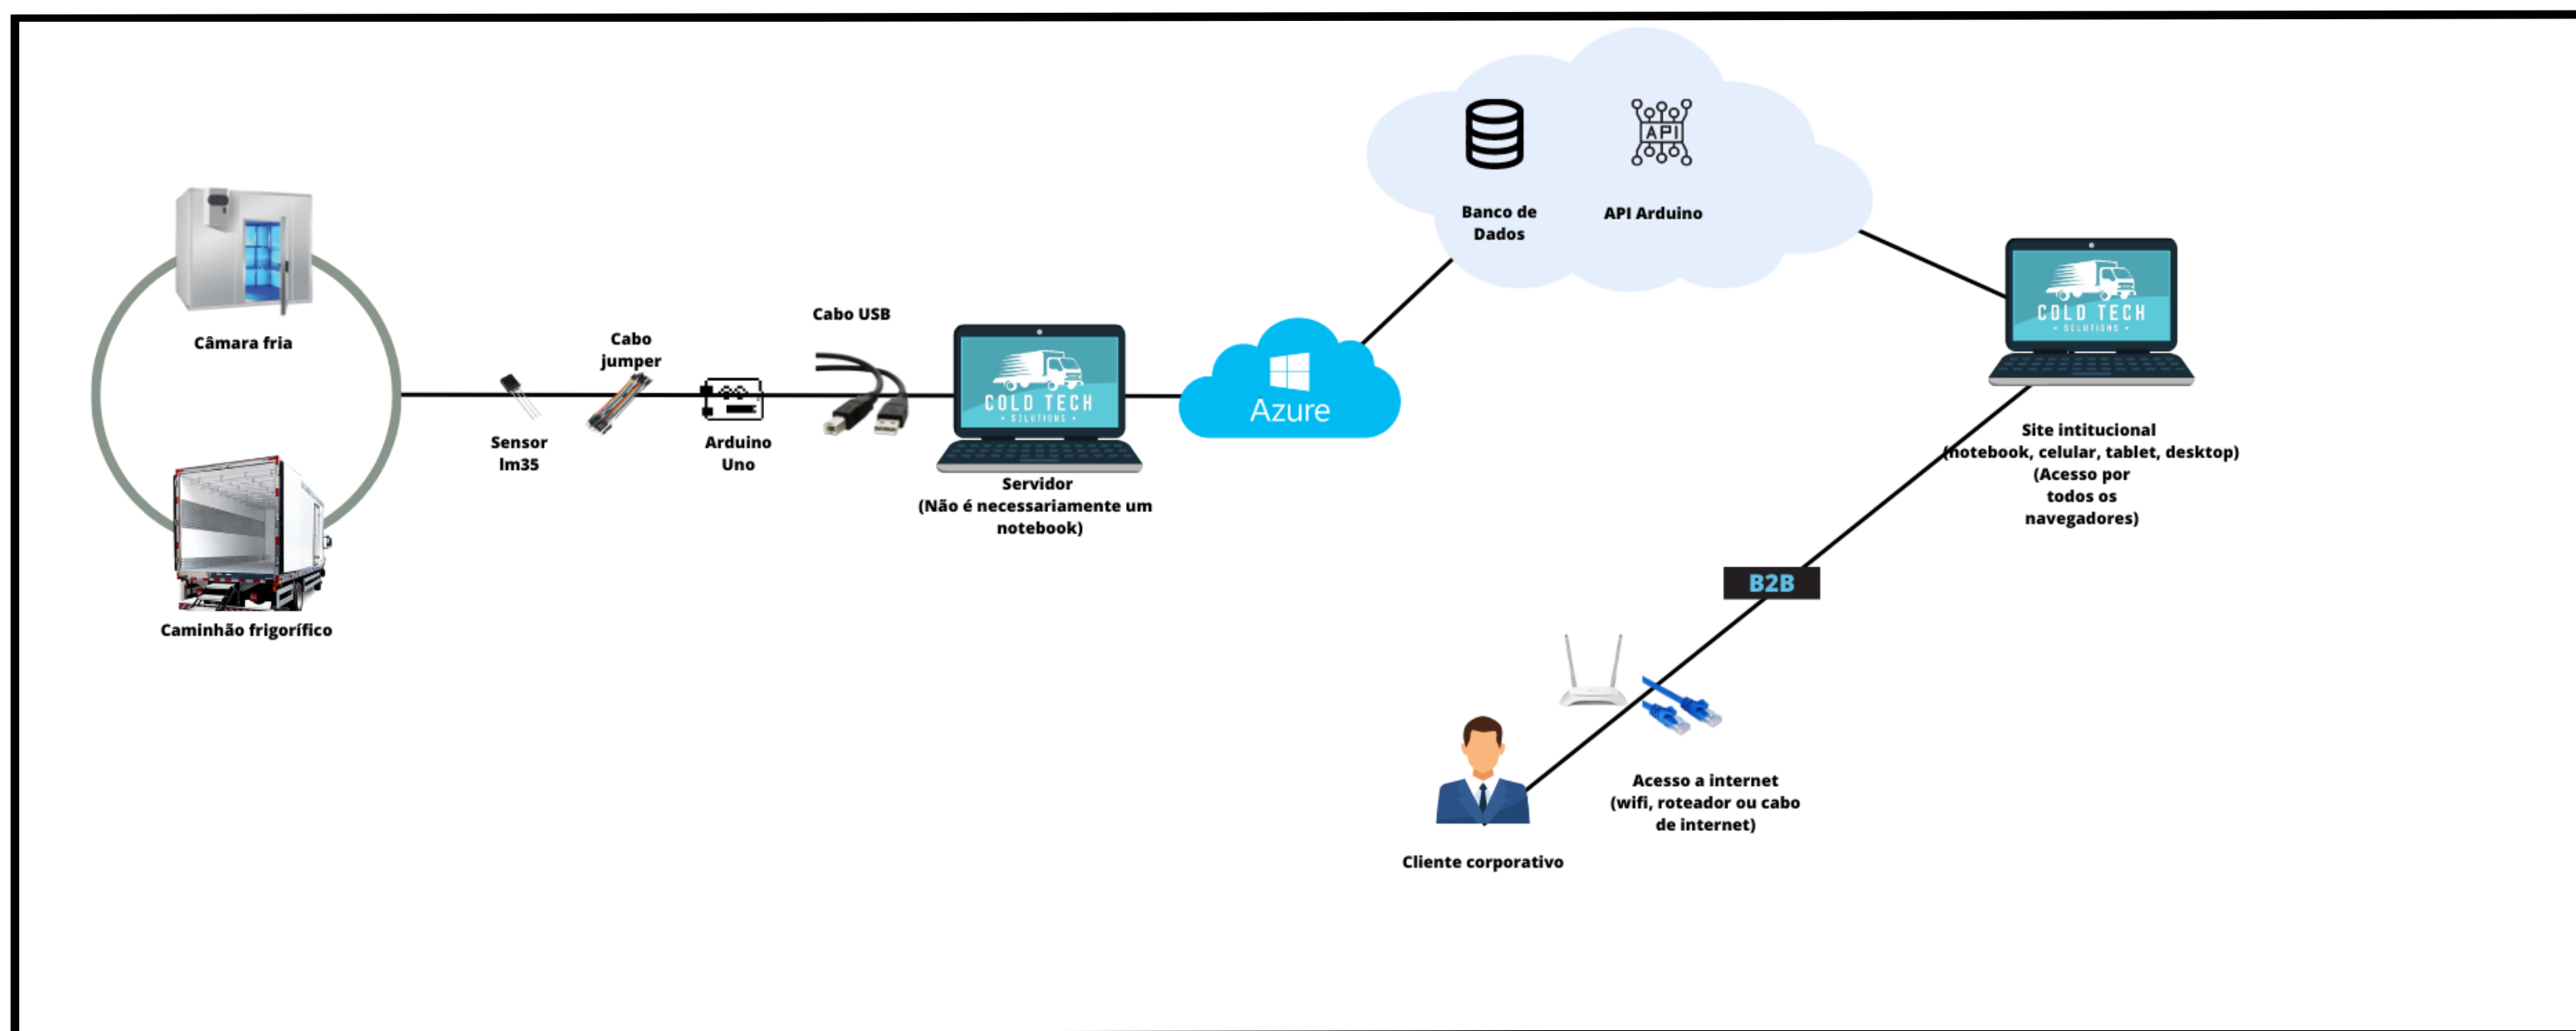 Câmara fria
Caminhão frigorífico
Sensor
lm35
Cabo
jumper
Arduino
Uno
Cabo USB
COLD TECH
• SOLUTIONS •
Servidor
(Não é necessariamente um
notebook)
Azure
Banco de
Dados
API
API Arduino
COLD TECH
• SOLUTIONS •
Site intitucional
(notebook, celular, tablet, desktop)
(Acesso por
todos os
navegadores)
B2B
Acesso a internet
(wifi, roteador ou cabo
de internet)
Cliente corporativo